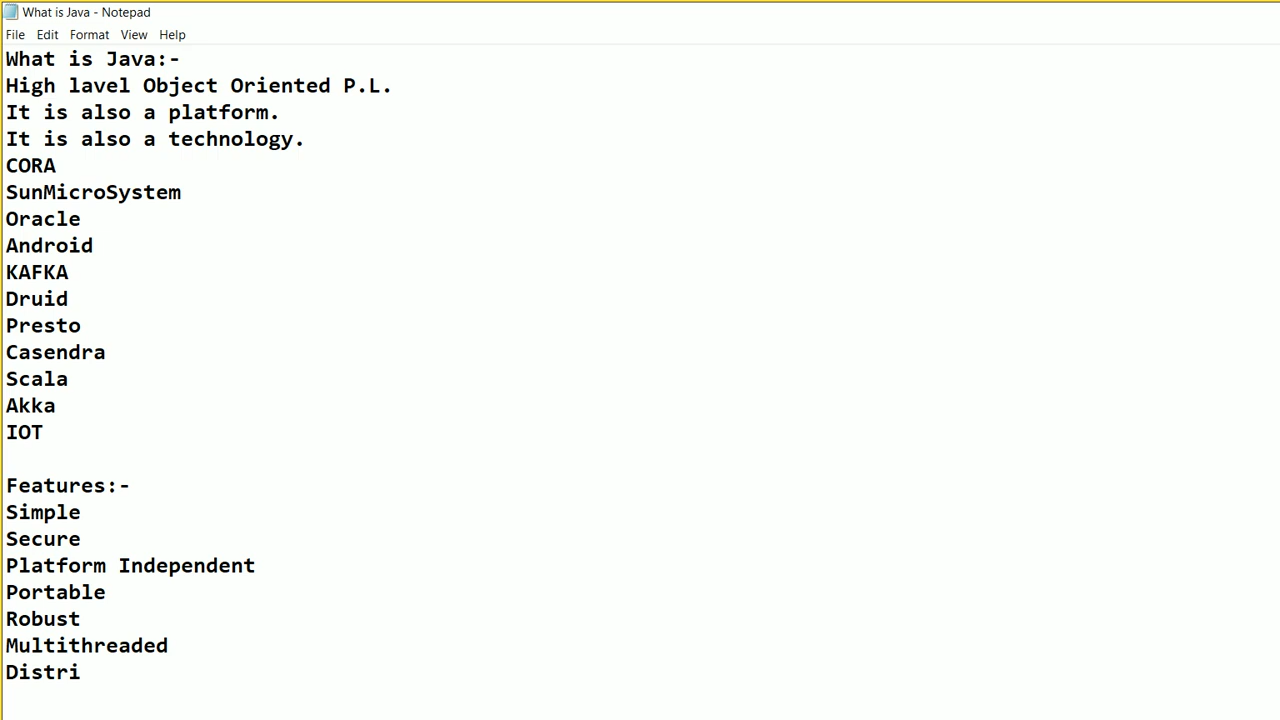 What is Java - Notepad
File Edit Format View Help
What is Java:-
High lavel Object Oriented P.L.
It is also a platform.
It is also a technology.
CORA
SunMicroSystem
Oracle
Android
KAFKA
Druid
Presto
Casendra
Scala
Akka
IOT
Features:-
Simple
Secure
Platform Independent
Portable
Robust
Multithreaded
Distri